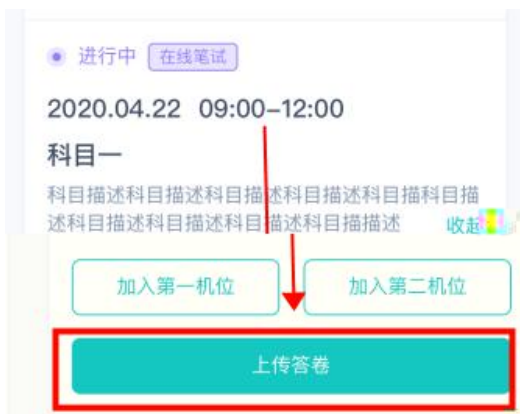 进行中 在线笔试
2020.04.22 09:00-12:00
科目一
科目描述科目描述科目描述科目描述科目描科目描
述科目描述科目描述科目描述科目描描述 收起
加入第一机位 加入第二机位
上传答卷